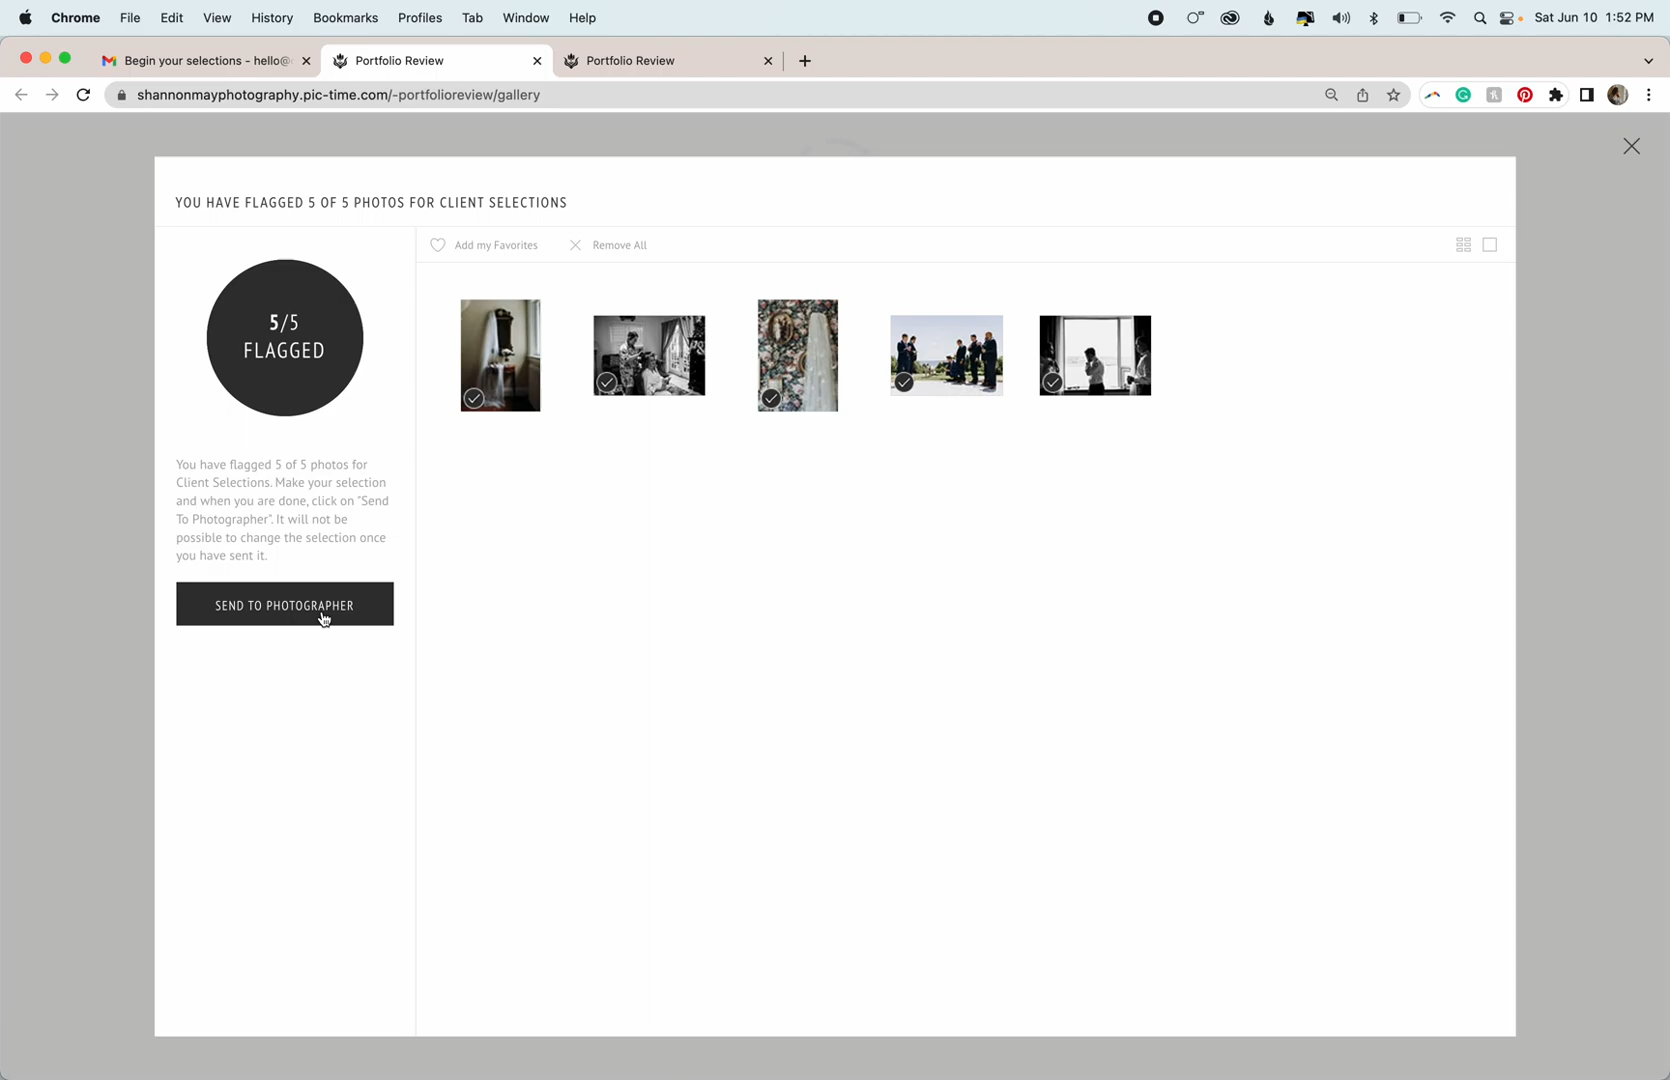 Chrome File Edit View History Bookmarks Profiles Tab Window Help Sat Jun 10 1:52 PM
Begin your selections - hello@ Portfolio Review Portfolio Review
shannonmayphotography.pic-time.com/-portfolioreview/gallery
YOU HAVE FLAGGED 5 OF 5 PHOTOS FOR CLIENT SELECTIONS
Add my Favorites Remove All
5/5
FLAGGED
You have flagged 5 of 5 photos for
Client Selections. Make your selection
and when you are done, click on "Send
To Photographer". It will not be
possible to change the selection once
you have sent it.
SEND TO PHOTOGRAPHER